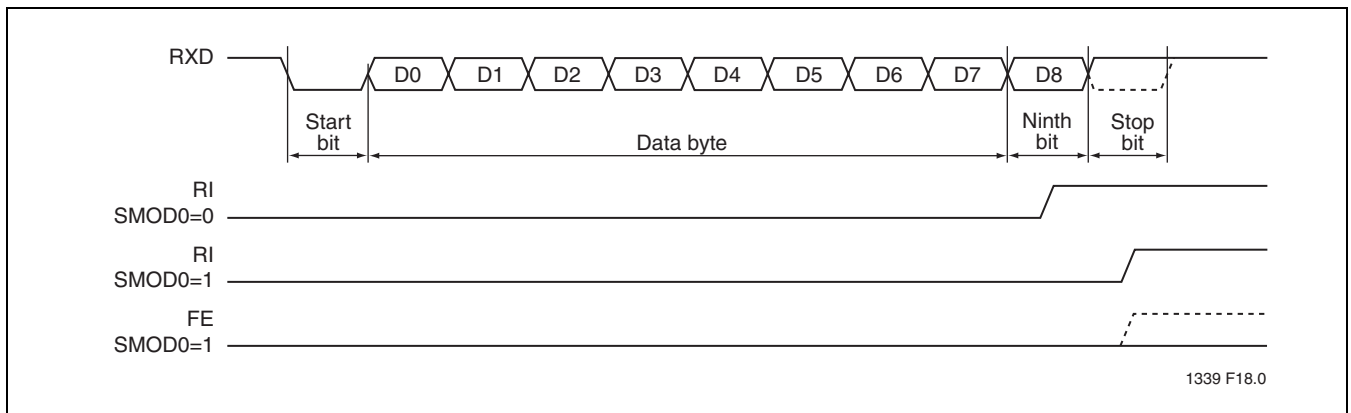 RXD
D0 D1 D2 D3 D4 D5 D6 D7 D8
Start
bit
Data byte
Ninth
bit
Stop
bit
RI
SMOD0=0
RI
SMOD0=1
FE
SMOD0=1
1339 F18.0